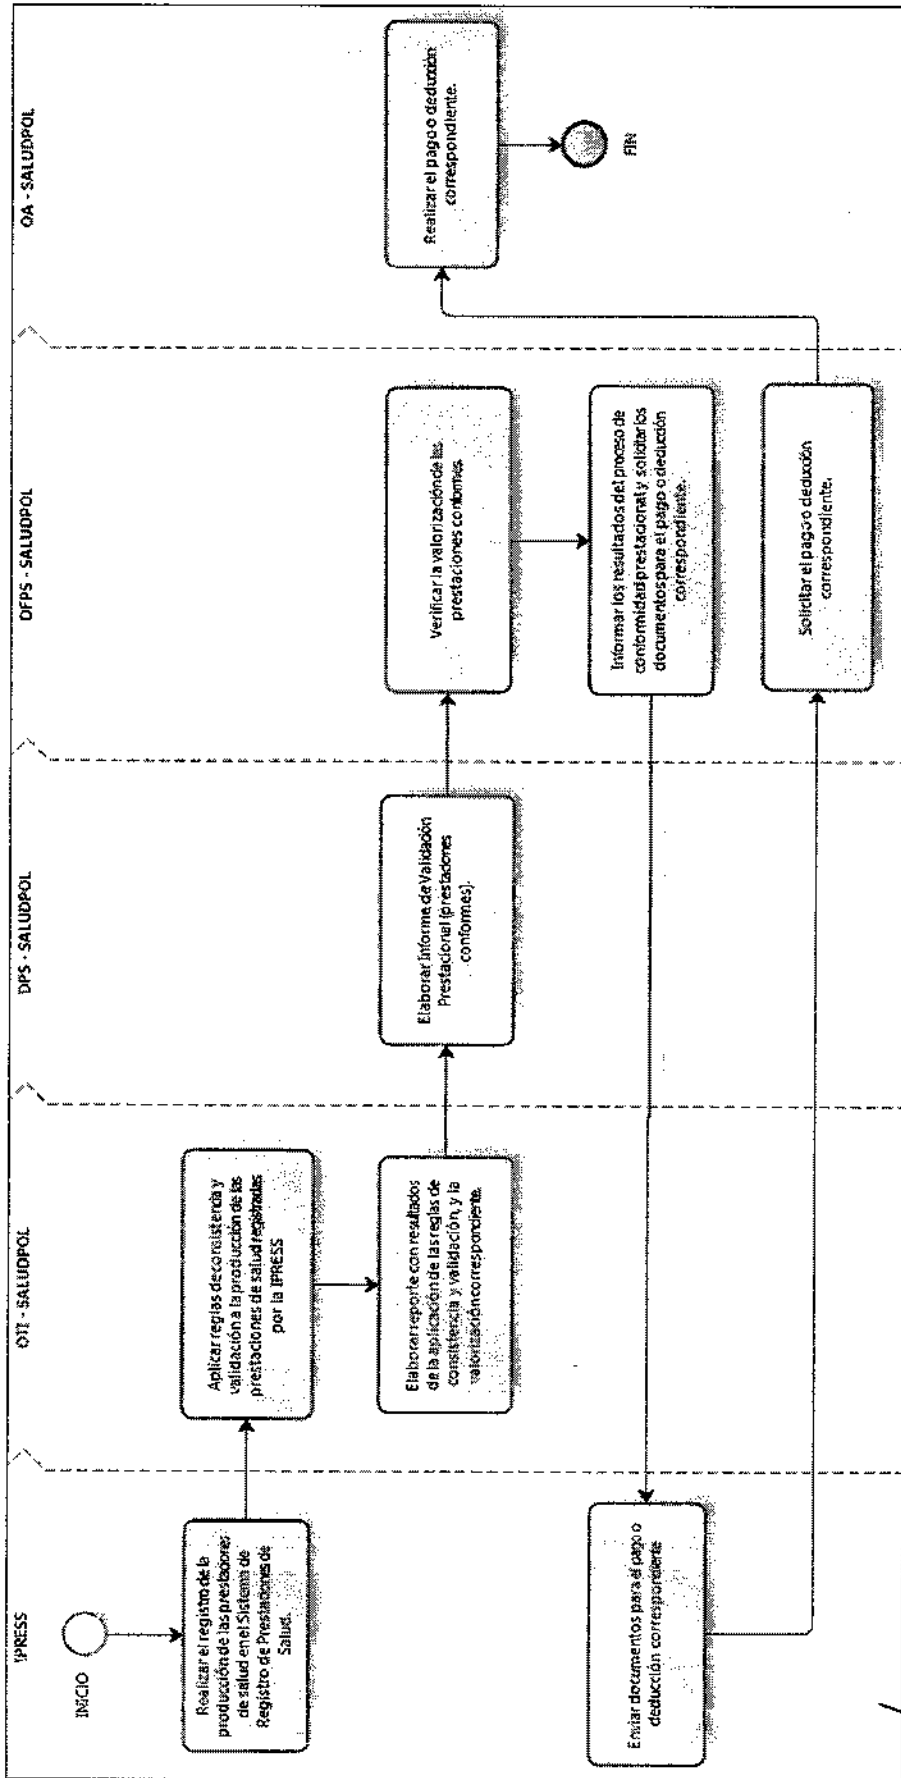 IPRESS
INICIO
Realizar el registro de la
producción de las prestaciones
de salud en el Sistema de
Registro de Prestaciones de
Salud.
Enviar documentos para el pago o
deducción correspondiente
OTI - SALUDPOL
Aplicar reglas de consistencia y
validación a la producción de las
prestaciones de salud registradas
por la IPRESS
Elaborar reporte con resultados
de la aplicación de las reglas de
consistencia y validación, y la
valorización correspondiente.
DPS - SALUDPOL
Elaborar Informe de Validación
Prestacional (prestaciones
conformes).
DFPS - SALUDPOL
Verificar la valorización de las
prestaciones conformes.
Informar los resultados del proceso de
conformidad prestacional y solicitar los
documentos para el pago o deducción
correspondiente.
Solicitar el pago o deducción
correspondiente.
OA - SALUDPOL
Realizar el pago o deducción
correspondiente.
FIN